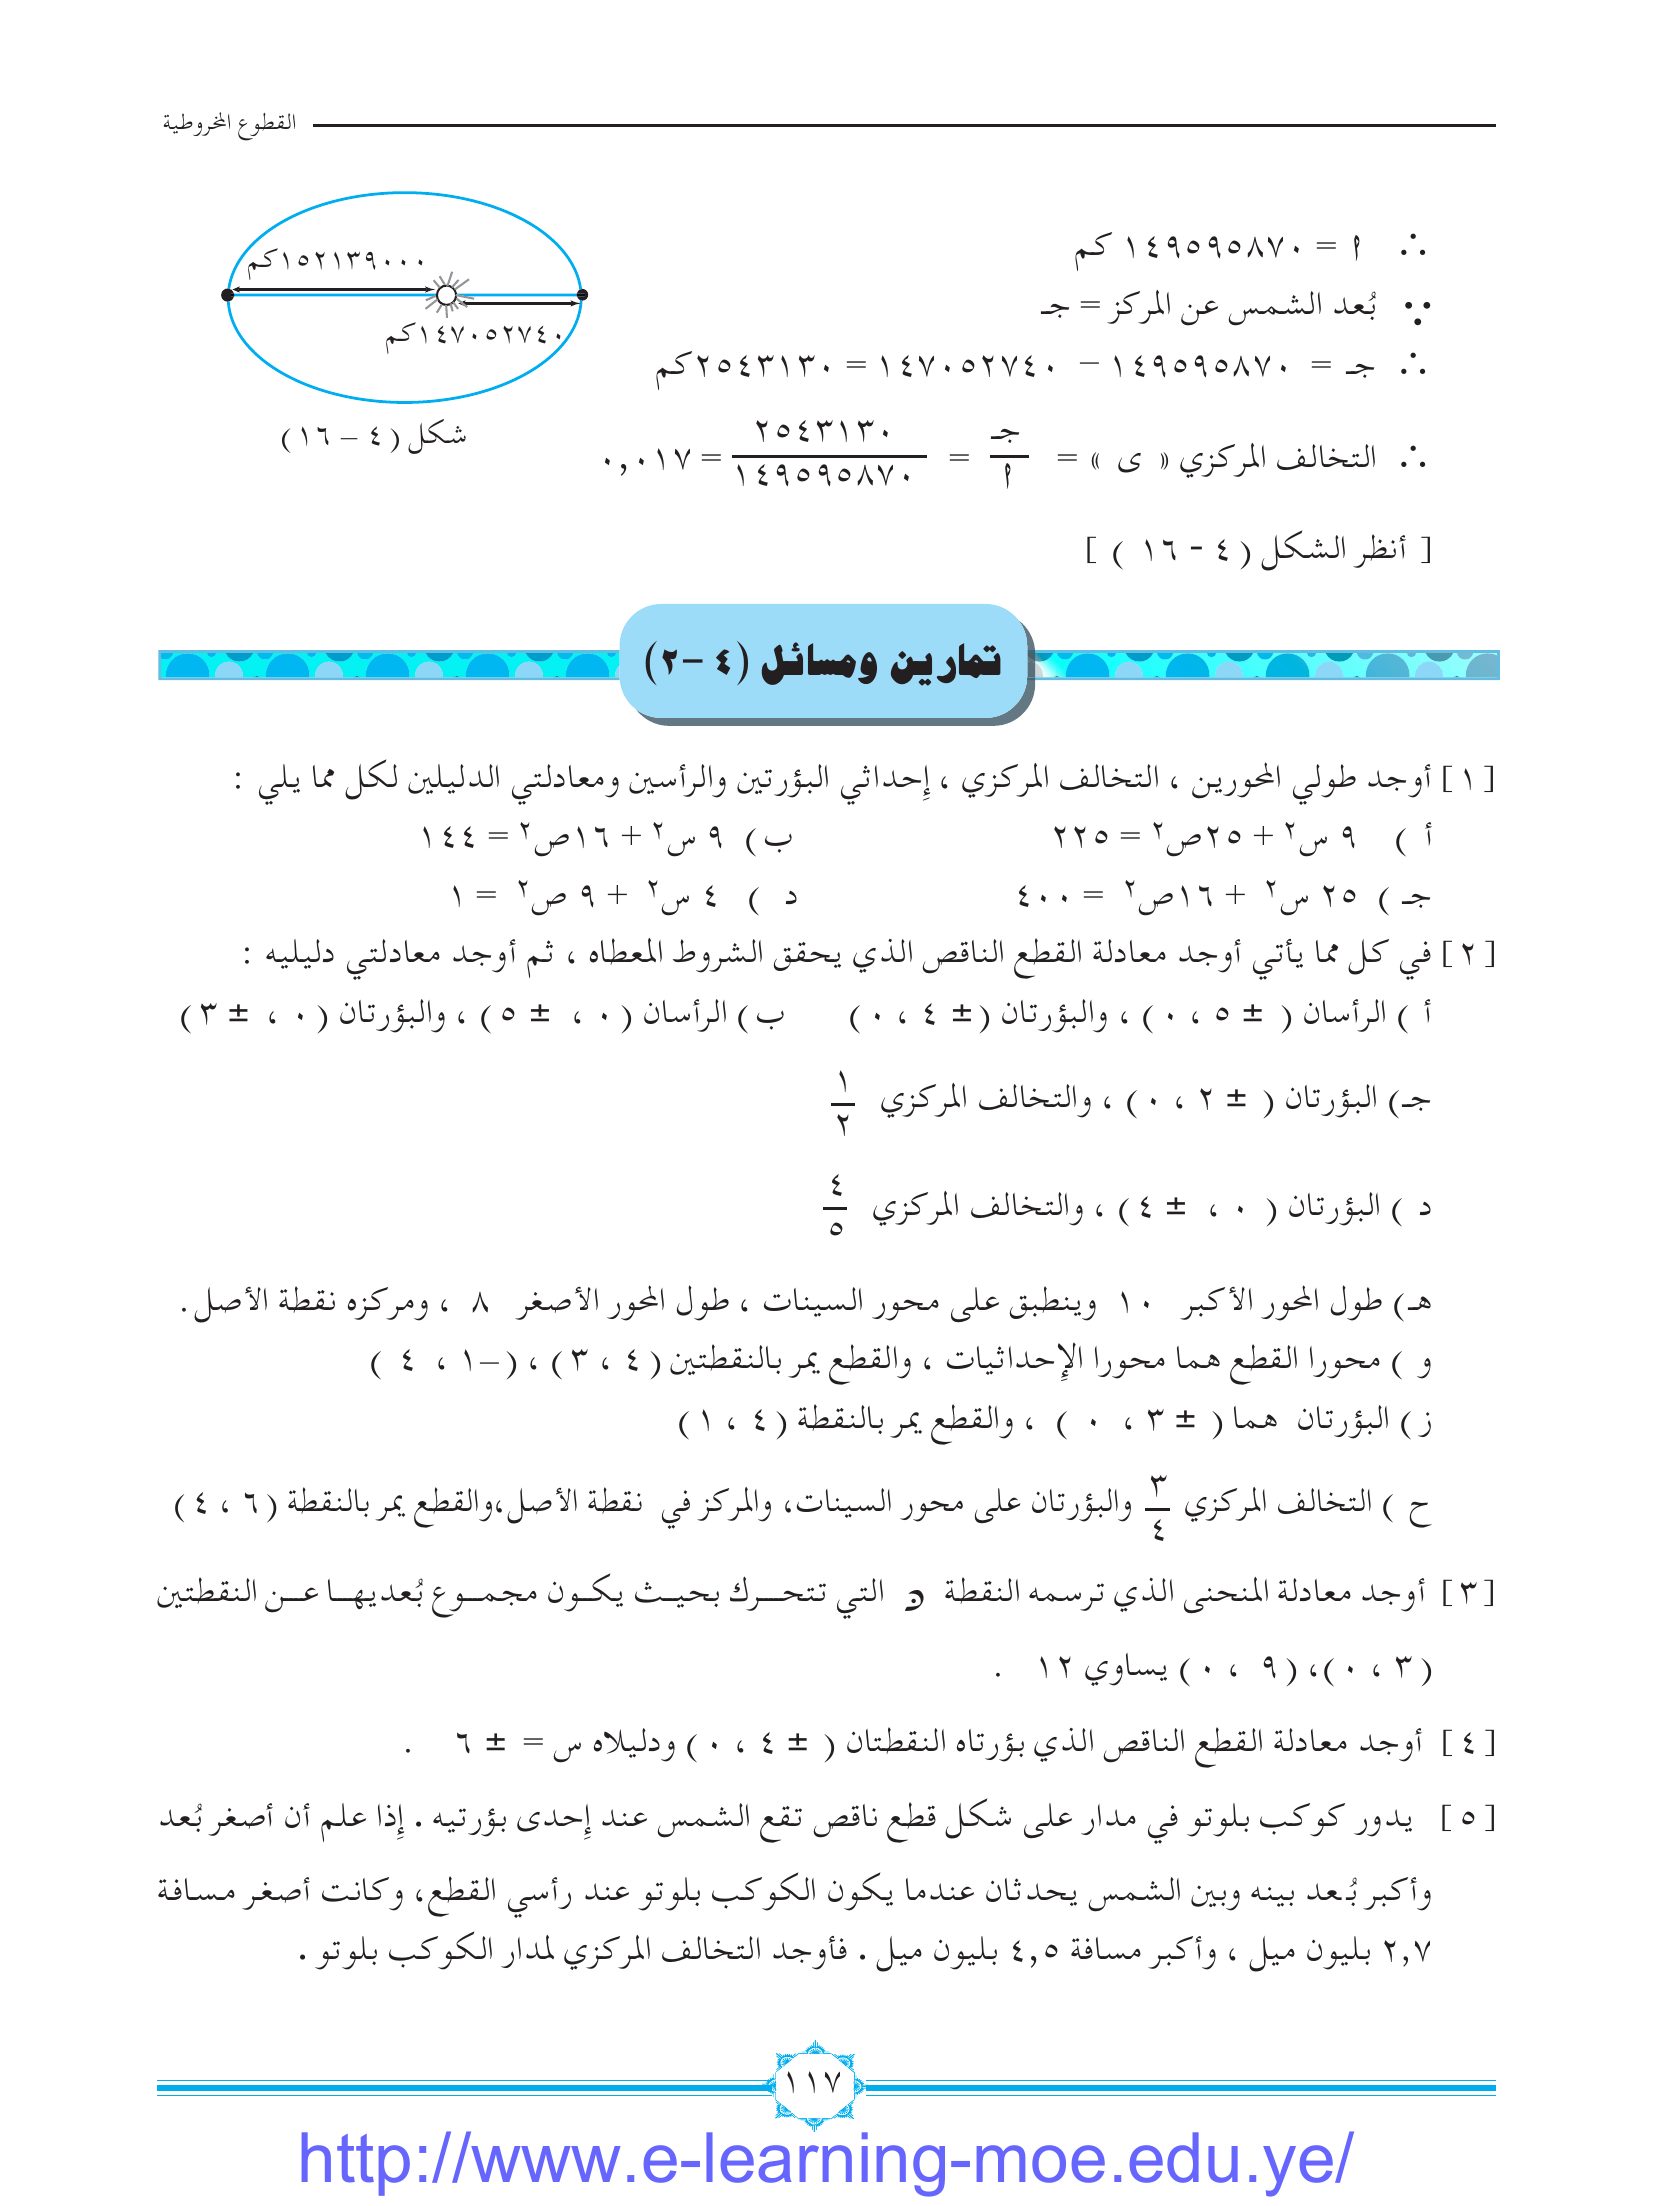 القطوع المخروطية
∴ ا = ١٤٩٥٩٥٨٧٠ كم
∵ بُعد الشمس عن المركز = جـ
∴ جـ = ١٤٩٥٩٥٨٧٠ – ١٤٧٠٥٢٧٤٠ = ٢٥٤٣١٣٠كم
∴ التخالف المركزي « ى » = جـ/ا = ٢٥٤٣١٣٠/١٤٩٥٩٥٨٧٠ = ٠,٠١٧
[ أنظر الشكل ( ٤ - ١٦ ) ]
١٥٢١٣٩٠٠٠كم
١٤٧٠٥٢٧٤٠كم
شكل ( ٤ – ١٦ )
تمارين ومسائل (٤ –٢)
[ ١ ] أوجد طولي المحورين ، التخالف المركزي ، إحداثي البؤرتين والرأسين ومعادلتي الدليلين لكل مما يلي :
أ ) ٩ س٢ + ٢٥ص٢ = ٢٢٥ ب ) ٩ س٢ + ١٦ص٢ = ١٤٤
جـ ) ٢٥ س٢ + ١٦ص٢ = ٤٠٠ د ) ٤ س٢ + ٩ ص٢ = ١
[ ٢ ] في كل مما يأتي أوجد معادلة القطع الناقص الذي يحقق الشروط المعطاه ، ثم أوجد معادلتي دليليه :
أ ) الرأسان ( ± ٥ ، ٠ ) ، والبؤرتان ( ± ٤ ، ٠ ) ب ) الرأسان ( ٠ ، ± ٥ ) ، والبؤرتان ( ٠ ، ± ٣ )
جـ) البؤرتان ( ± ٢ ، ٠ ) ، والتخالف المركزي ١/٢
د ) البؤرتان ( ٠ ، ± ٤ ) ، والتخالف المركزي ٤/٥
هـ) طول المحور الأكبر ١٠ وينطبق على محور السينات ، طول المحور الأصغر ٨ ، ومركزه نقطة الأصل .
و ) محورا القطع هما محورا الإحداثيات ، والقطع يمر بالنقطتين ( ٤ ، ٣ ) ، (–١ ، ٤ )
ز ) البؤرتان هما ( ± ٣ ، ٠ ) ، والقطع يمر بالنقطة ( ٤ ، ١ )
ح ) التخالف المركزي ٣/٤ والبؤرتان على محور السينات، والمركز في نقطة الأصل،والقطع يمر بالنقطة ( ٦ ، ٤ )
[ ٣ ] أوجد معادلة المنحنى الذي ترسمه النقطة ن التي تتحـرك بحيـث يكـون مجمـوع بُعديهـا عـن النقطتين
( ٣ ، ٠ )، ( ٩ ، ٠ ) يساوي ١٢ .
[ ٤ ] أوجد معادلة القطع الناقص الذي بؤرتاه النقطتان ( ± ٤ ، ٠ ) ودليلاه س = ± ٦ .
[ ٥ ] يدور كوكب بلوتو في مدار على شكل قطع ناقص تقع الشمس عند إحدى بؤرتيه . إذا علم أن أصغر بُعد
وأكبر بُعد بينه وبين الشمس يحدثان عندما يكون الكوكب بلوتو عند رأسي القطع، وكانت أصغر مسافة
٢,٧ بليون ميل ، وأكبر مسافة ٤,٥ بليون ميل . فأوجد التخالف المركزي لمدار الكوكب بلوتو .
١١٧
http://www.e-learning-moe.edu.ye/